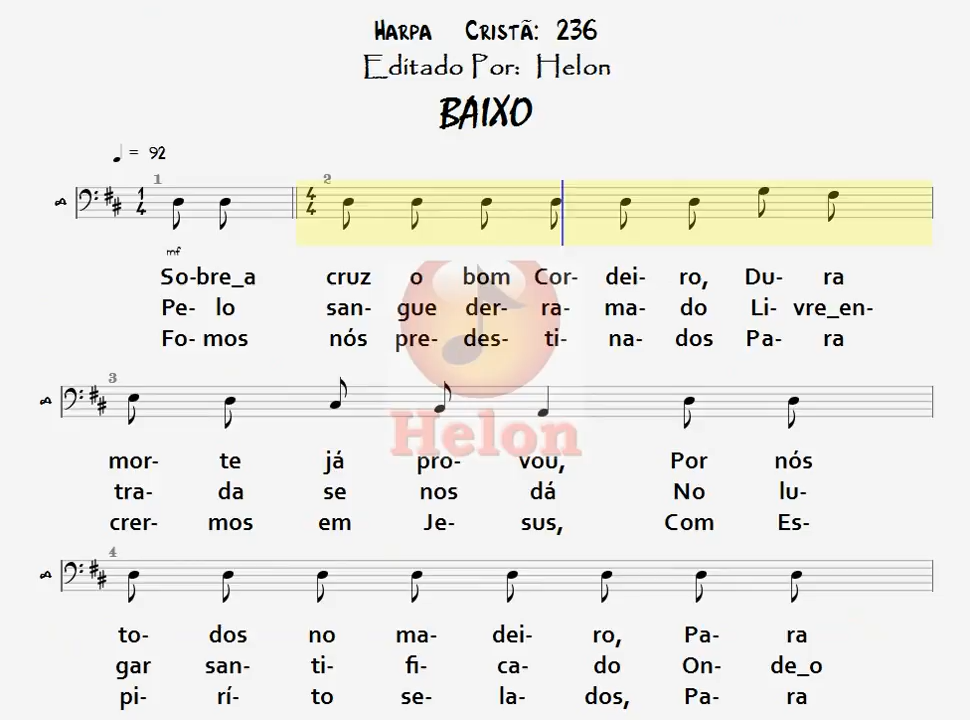 HARPA CRISTÃ: 236
Editado Por: Helon
BAIXO
= 92
1
2
1 4
4 4
mf
So-bre_a cruz o bom Cor- dei- ro, Du- ra
Pe- lo san- gue der- ra- ma- do Li- vre_en-
Fo- mos nós pre- des- ti- na- dos Pa- ra
3
Helon
mor- te já pro- vou, Por nós
tra- da se nos dá No lu-
crer- mos em Je- sus, Com Es-
4
to- dos no ma- dei- ro, Pa- ra
gar san- ti- fi- ca- do On- de_o
pi- rí- to se- la- dos, Pa- ra